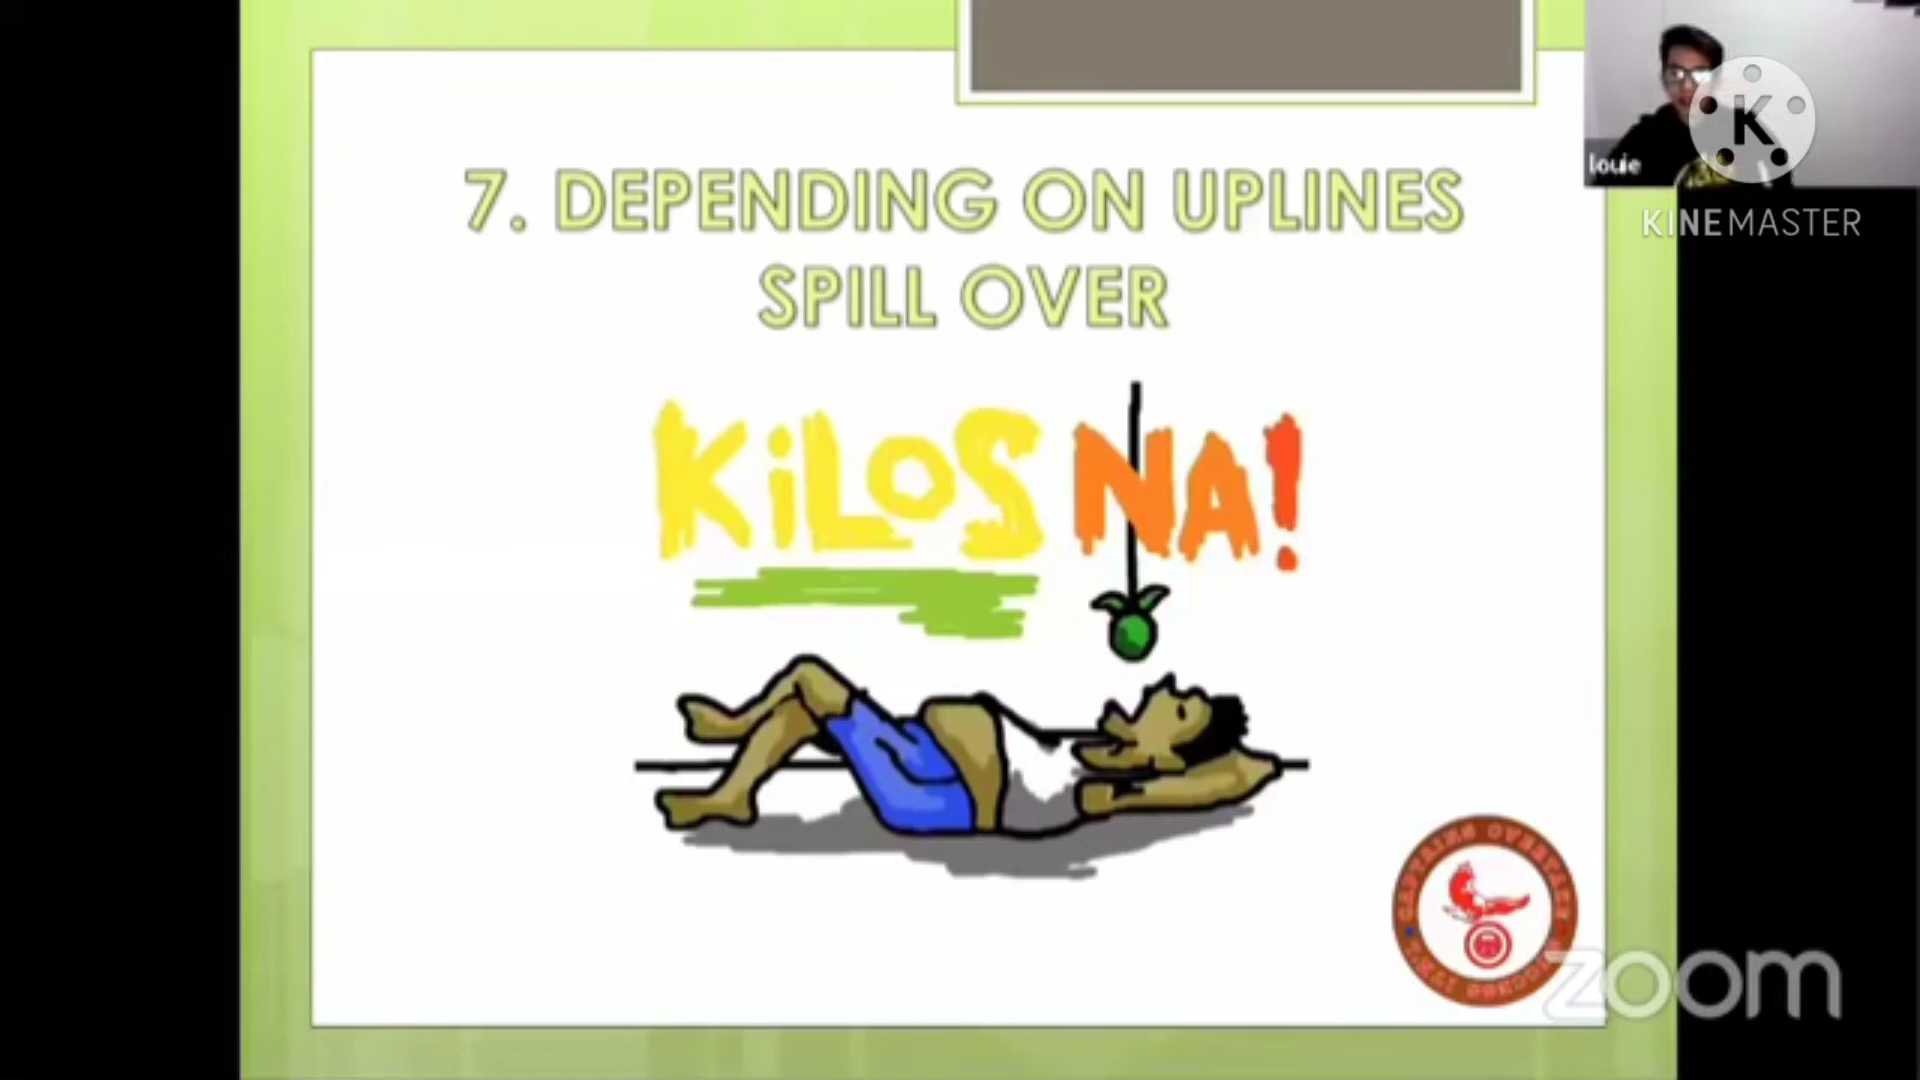 7. DEPENDING ON UPLINES
SPILL OVER
KiLoS NA!
louie
K
KINEMASTER
zoom